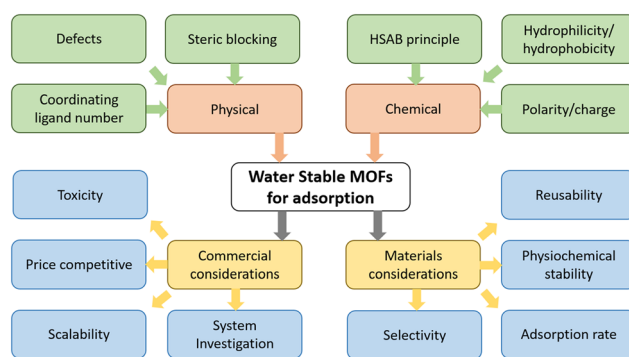 Defects
Steric blocking
HSAB principle
Hydrophilicity/
hydrophobicity
Coordinating
ligand number
Physical
Chemical
Polarity/charge
Water Stable MOFs
for adsorption
Toxicity
Reusability
Price competitive
Commercial
considerations
Materials
considerations
Physiochemical
stability
Scalability
System
Investigation
Selectivity
Adsorption rate